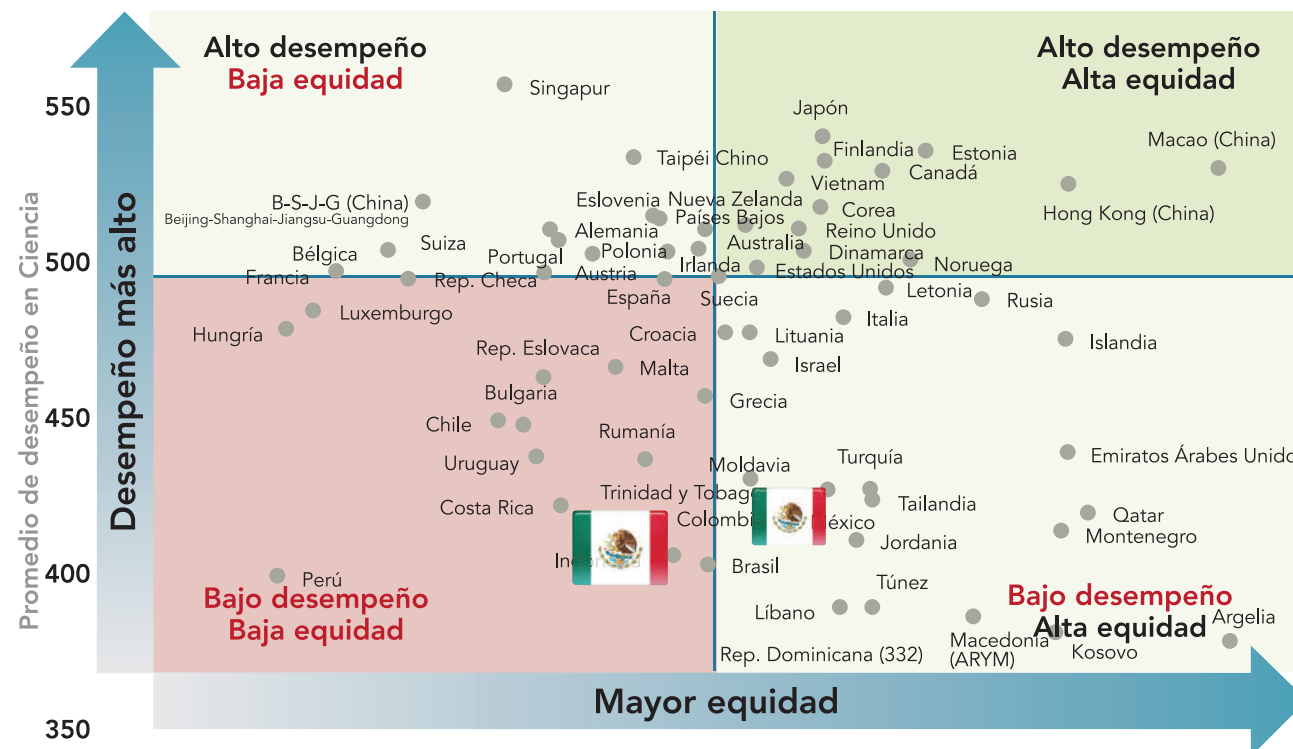 Alto desempeño
Baja equidad
Alto desempeño
Alta equidad
550
500
450
400
350
Promedio de desempeño en Ciencia
Desempeño más alto
Singapur
Japón
Macao (China)
Taipéi Chino
Finlandia
Estonia
Canadá
Vietnam
Hong Kong (China)
B-S-J-G (China)
Beijing-Shanghai-Jiangsu-Guangdong
Eslovenia
Nueva Zelanda
Países Bajos
Corea
Alemania
Reino Unido
Suiza
Polonia
Australia
Dinamarca
Bélgica
Portugal
Irlanda
Estados Unidos
Noruega
Francia
Rep. Checa
Austria
España
Suecia
Letonia
Rusia
Luxemburgo
Hungría
Croacia
Lituania
Italia
Islandia
Rep. Eslovaca
Malta
Israel
Bulgaria
Grecia
Chile
Rumanía
Uruguay
Moldavia
Turquía
Emiratos Árabes Unido
Costa Rica
Trinidad y Tobago
Tailandia
Colombia
México
Qatar
Montenegro
Jordania
Brasil
Perú
Túnez
Líbano
Bajo desempeño
Baja equidad
Bajo desempeño
Alta equidad
Argelia
Macedonia
(ARYM)
Kosovo
Rep. Dominicana (332)
Mayor equidad